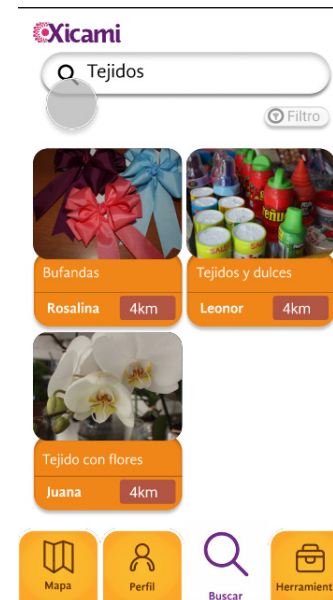 Xicami
Tejidos
Filtro
Bufandas
Rosalina 4km
Tejidos y dulces
Leonor 4km
Tejido con flores
Juana 4km
Mapa
Perfil
Buscar
Herramient